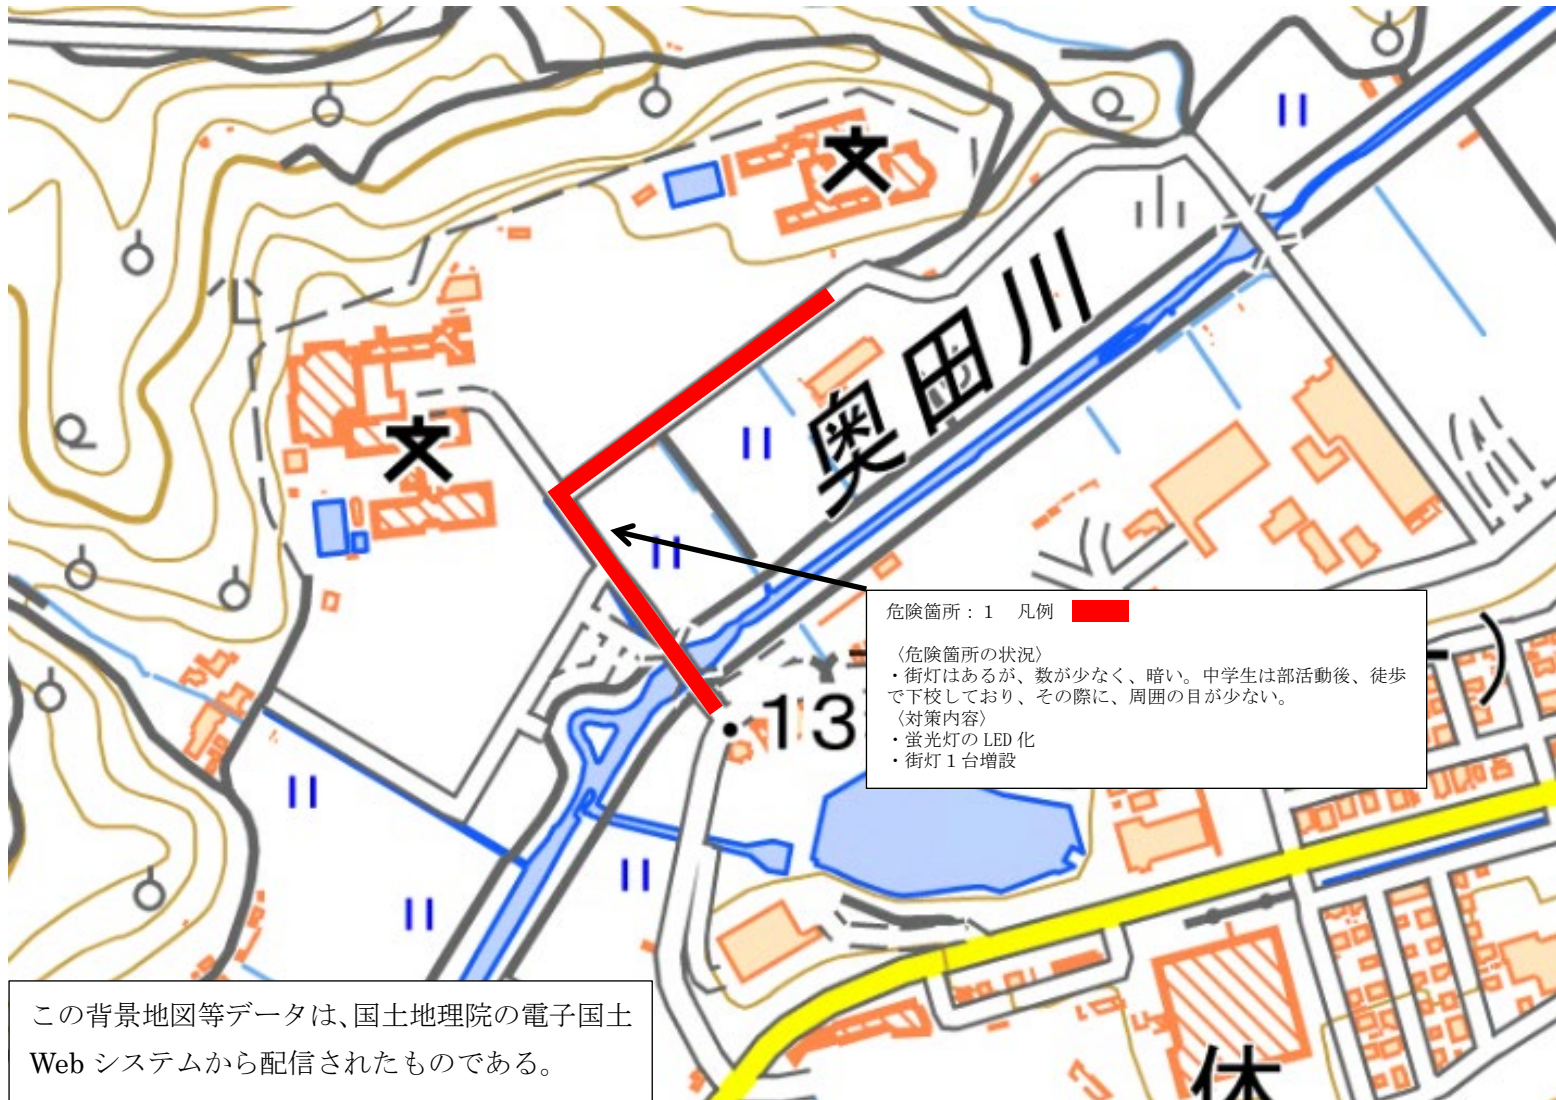 奥田川
危険箇所：１　凡例
〈危険箇所の状況〉
・街灯はあるが、数が少なく、暗い。中学生は部活動後、徒歩
で下校しており、その際に、周囲の目が少ない。
〈対策内容〉
・蛍光灯の LED 化
・街灯１台増設
・13
この背景地図等データは、国土地理院の電子国土
Web システムから配信されたものである。